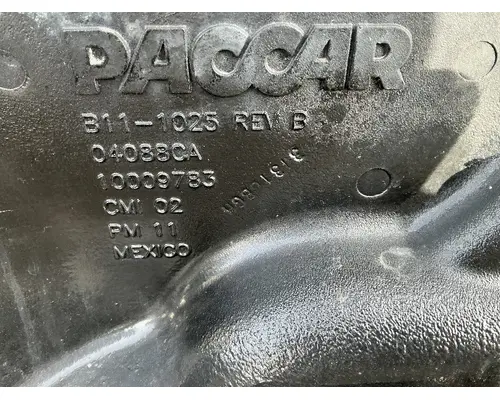 PACCAR
B11-1025 REV B
04088CA
10009783
CMI 02
PM 11
MEXICO